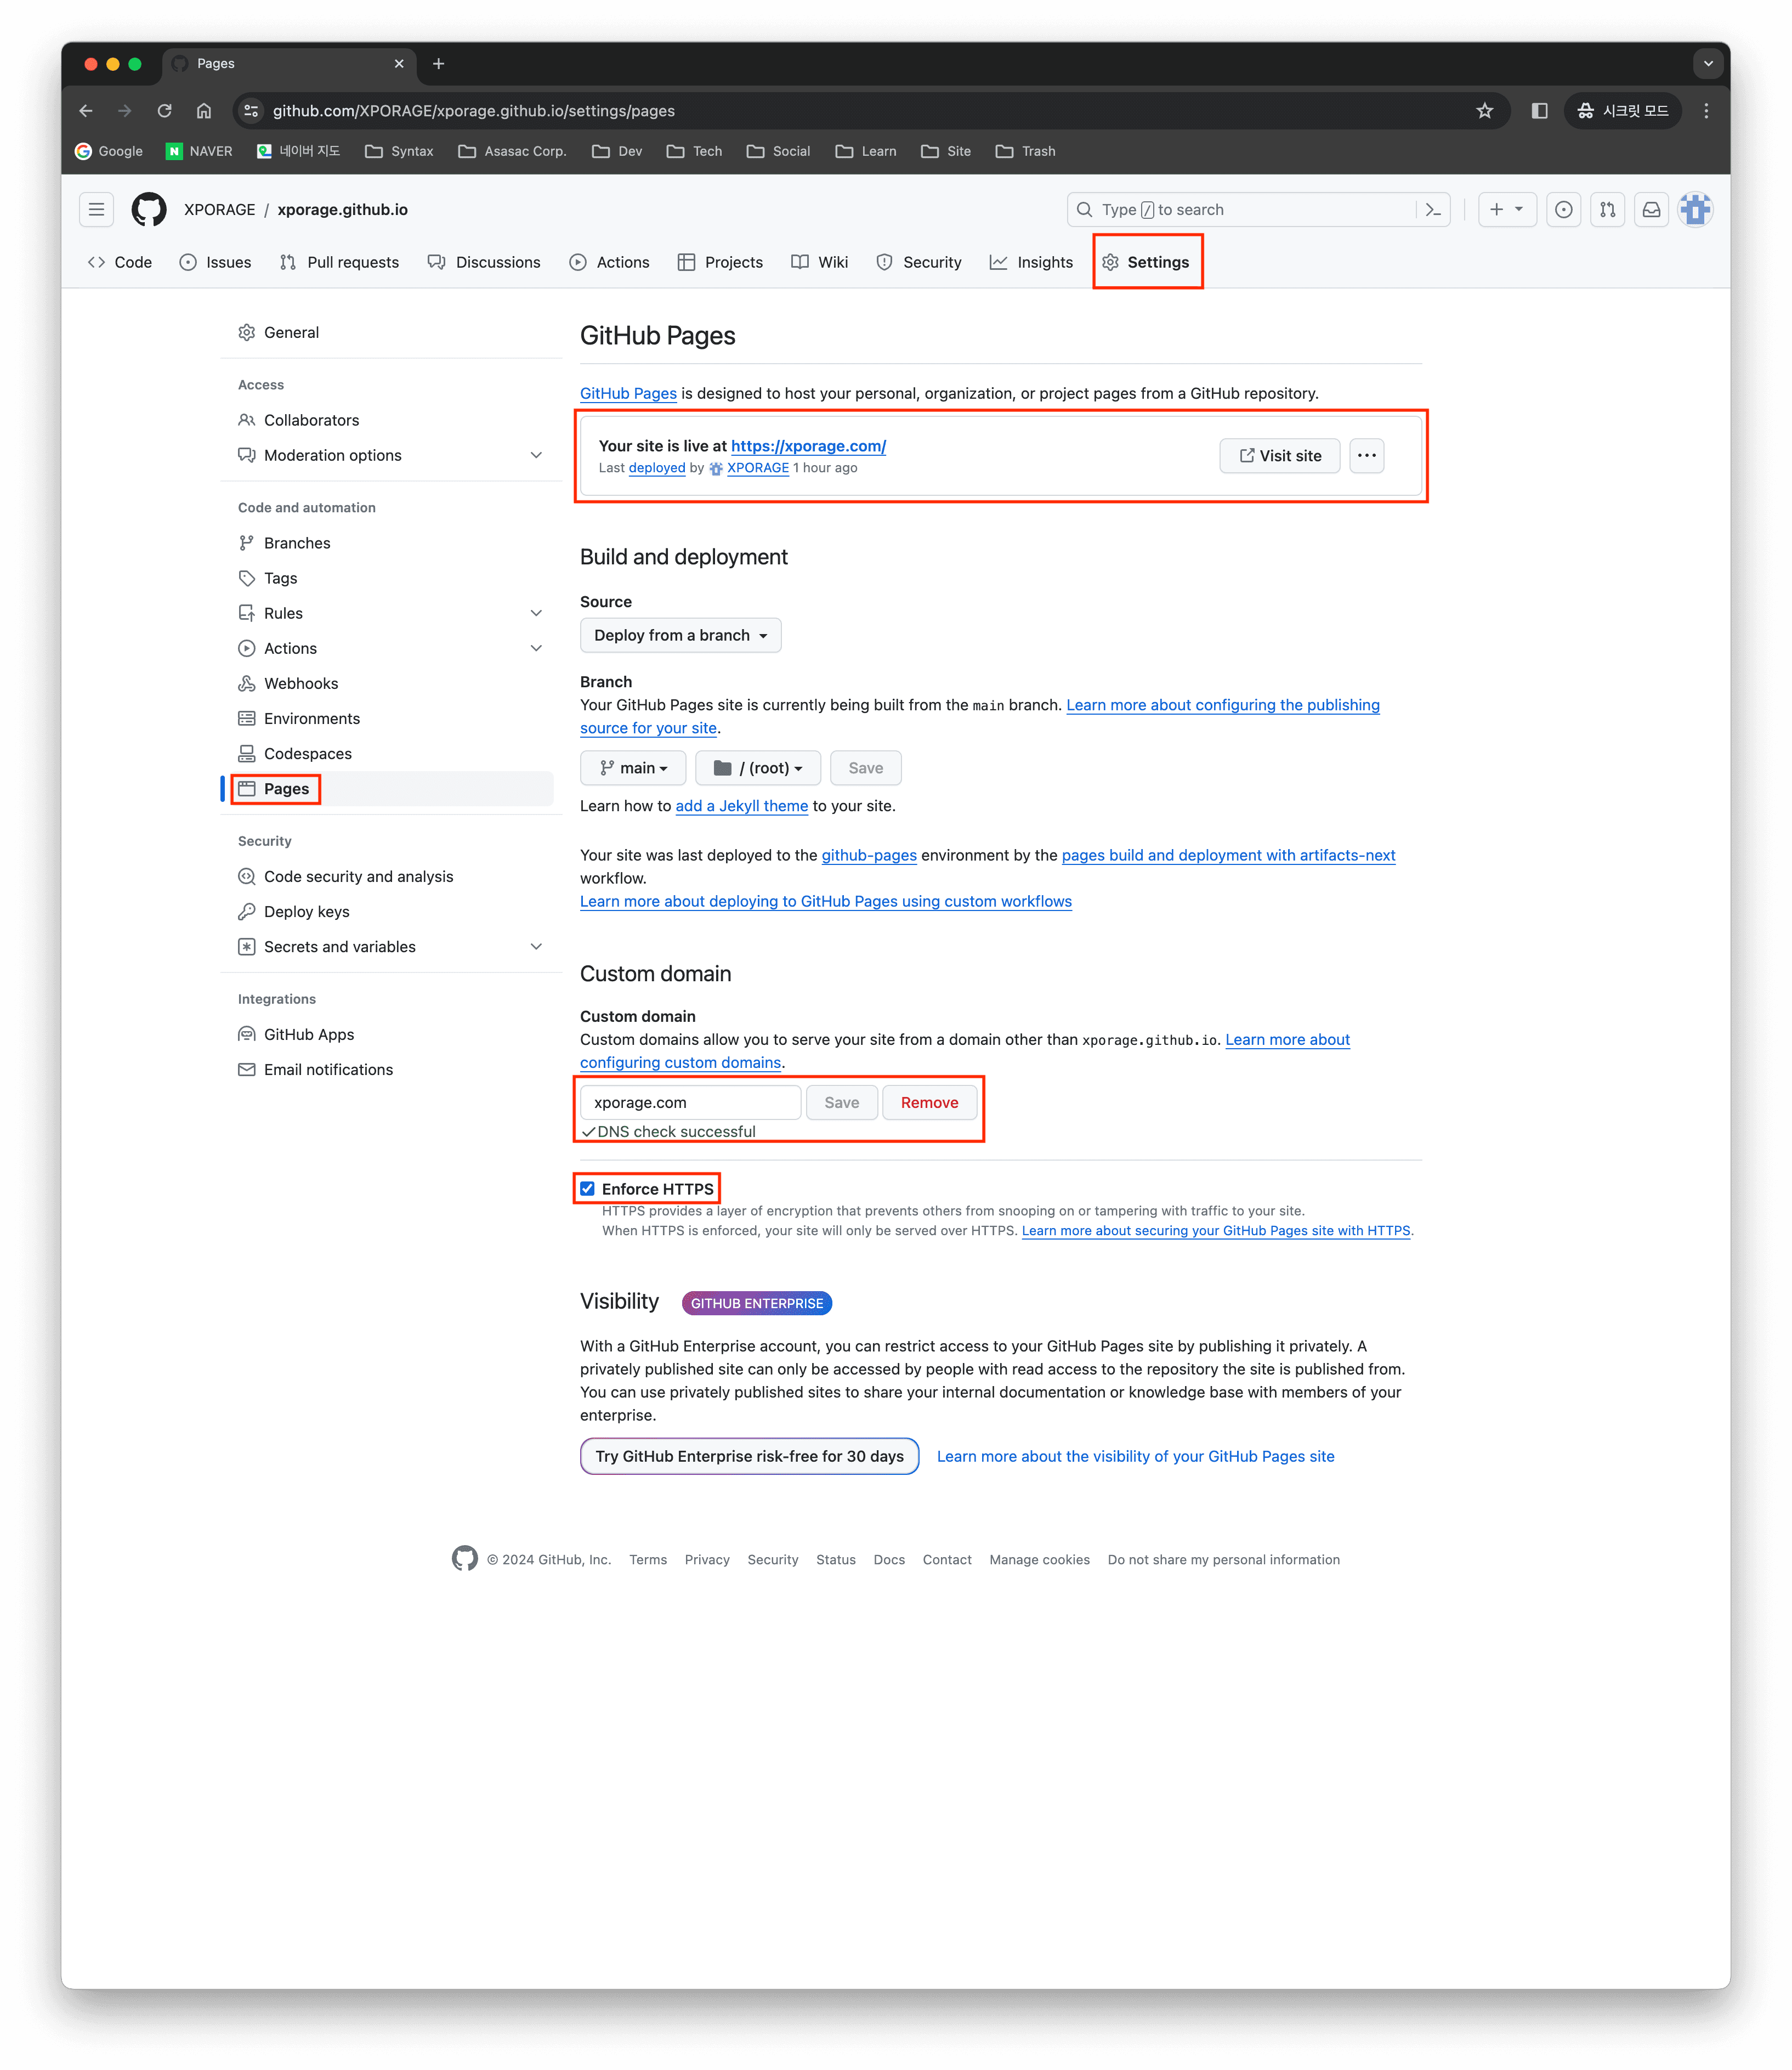 Pages
github.com/XPORAGE/xporage.github.io/settings/pages
시크릿 모드
Google NAVER 네이버 지도 Syntax Asasac Corp. Dev Tech Social Learn Site Trash
XPORAGE / xporage.github.io
Type / to search
Code Issues Pull requests Discussions Actions Projects Wiki Security Insights Settings
General
Access
Collaborators
Moderation options
Code and automation
Branches
Tags
Rules
Actions
Webhooks
Environments
Codespaces
Pages
Security
Code security and analysis
Deploy keys
Secrets and variables
Integrations
GitHub Apps
Email notifications
GitHub Pages
GitHub Pages is designed to host your personal, organization, or project pages from a GitHub repository.
Your site is live at https://xporage.com/
Last deployed by XPORAGE 1 hour ago
Visit site
Build and deployment
Source
Deploy from a branch
Branch
Your GitHub Pages site is currently being built from the main branch. Learn more about configuring the publishing
source for your site.
main / (root) Save
Learn how to add a Jekyll theme to your site.
Your site was last deployed to the github-pages environment by the pages build and deployment with artifacts-next
workflow.
Learn more about deploying to GitHub Pages using custom workflows
Custom domain
Custom domain
Custom domains allow you to serve your site from a domain other than xporage.github.io. Learn more about
configuring custom domains.
xporage.com Save Remove
DNS check successful
Enforce HTTPS
HTTPS provides a layer of encryption that prevents others from snooping on or tampering with traffic to your site.
When HTTPS is enforced, your site will only be served over HTTPS. Learn more about securing your GitHub Pages site with HTTPS.
Visibility GITHUB ENTERPRISE
With a GitHub Enterprise account, you can restrict access to your GitHub Pages site by publishing it privately. A
privately published site can only be accessed by people with read access to the repository the site is published from.
You can use privately published sites to share your internal documentation or knowledge base with members of your
enterprise.
Try GitHub Enterprise risk-free for 30 days Learn more about the visibility of your GitHub Pages site
© 2024 GitHub, Inc. Terms Privacy Security Status Docs Contact Manage cookies Do not share my personal information